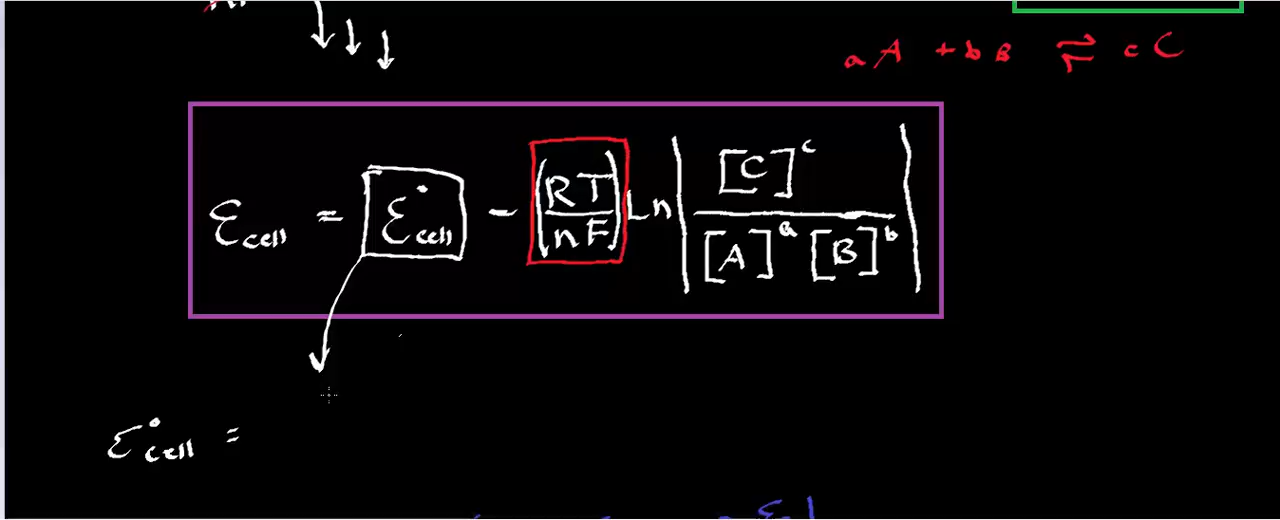 aA + bB ⇌ cC
ℰcell = ℰ°cell - (RT/nF) Ln |[C]^c / [A]^a [B]^b|
ℰ°cell =